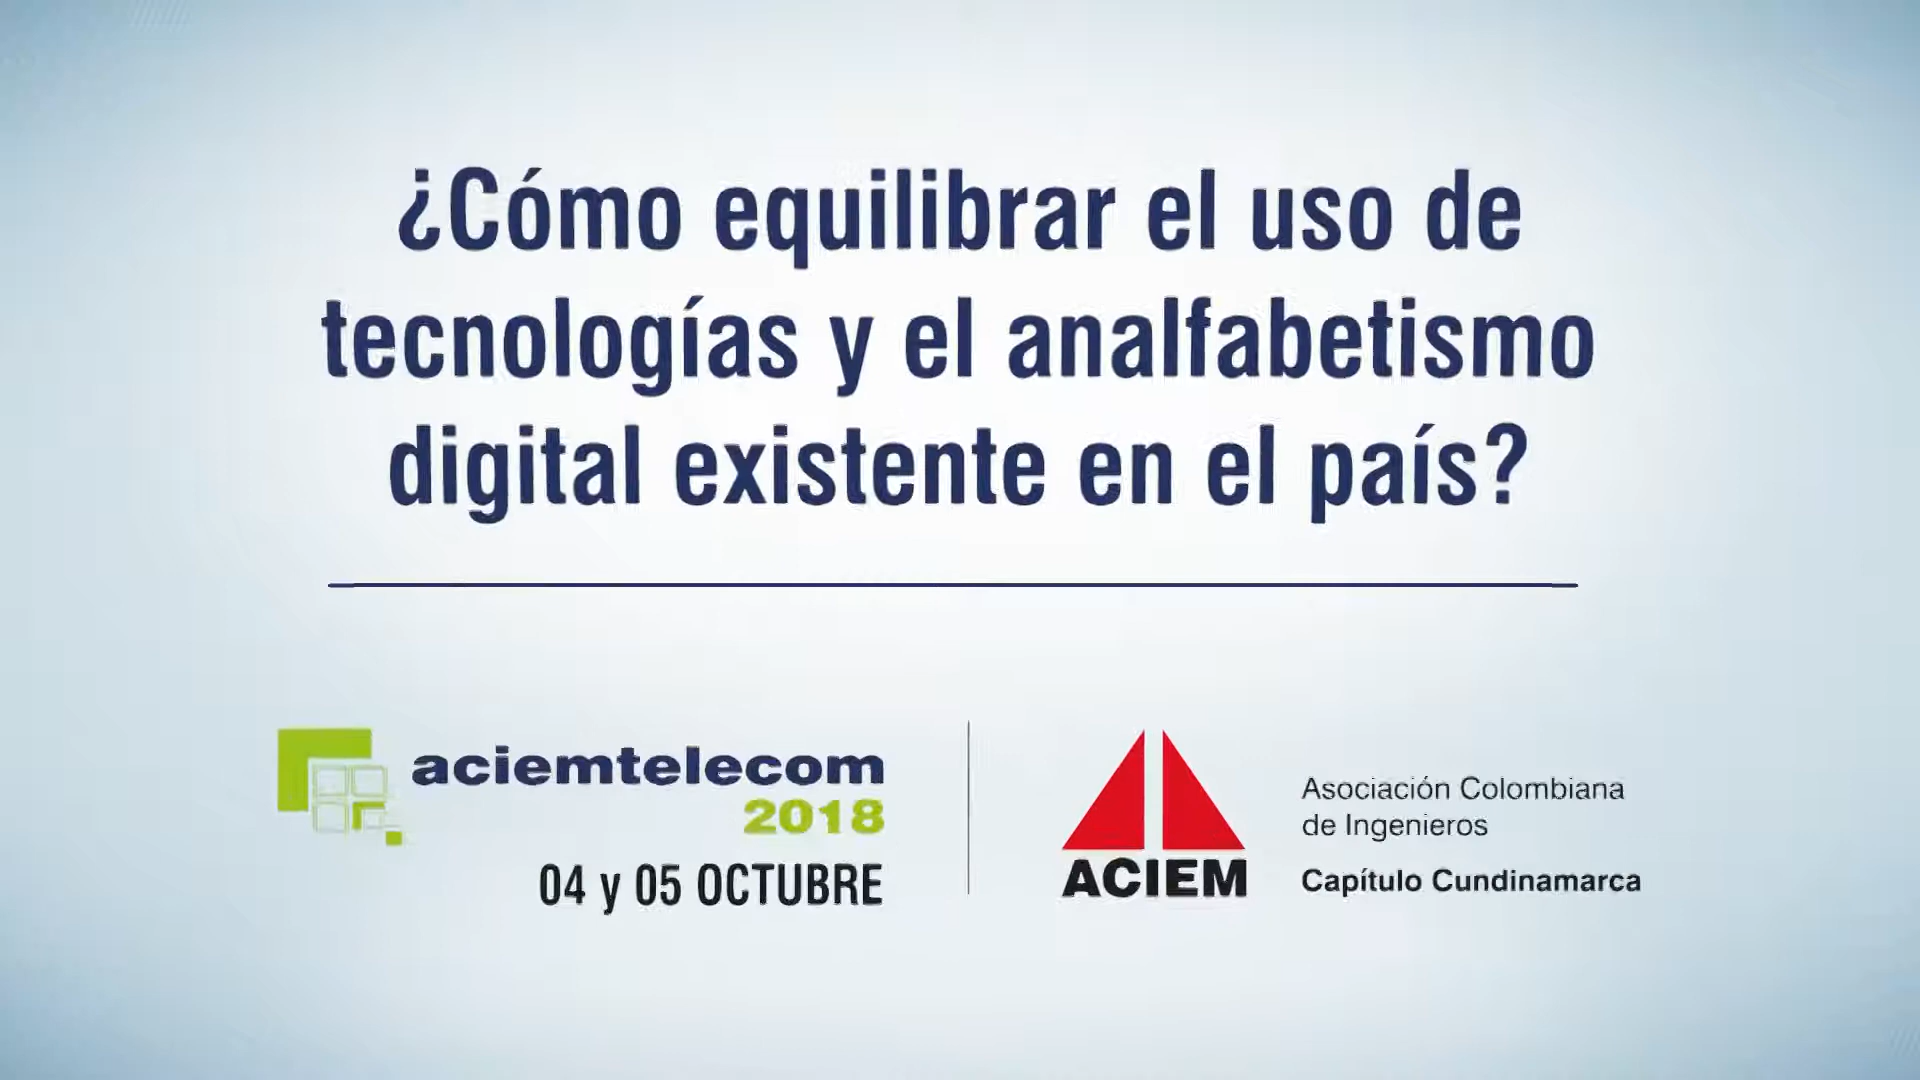 ¿Cómo equilibrar el uso de
tecnologías y el analfabetismo
digital existente en el país?
aciemtelecom
2018
04 y 05 OCTUBRE
ACIEM
Asociación Colombiana
de Ingenieros
Capítulo Cundinamarca